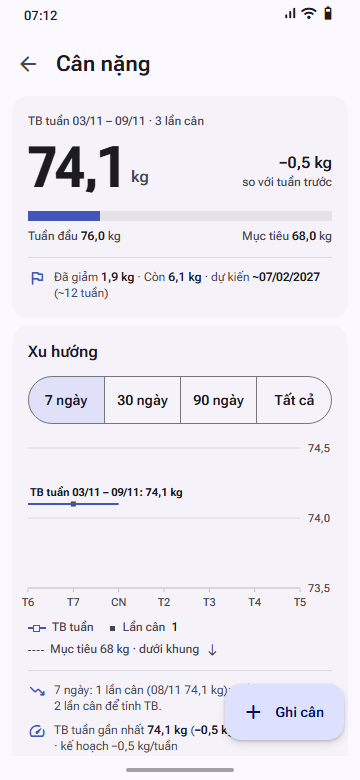 07:12
Cân nặng
TB tuần 03/11 – 09/11 · 3 lần cân
74,1 kg
−0,5 kg
so với tuần trước
Tuần đầu 76,0 kg
Mục tiêu 68,0 kg
Đã giảm 1,9 kg · Còn 6,1 kg · dự kiến ~07/02/2027
(~12 tuần)
Xu hướng
7 ngày
30 ngày
90 ngày
Tất cả
74,5
TB tuần 03/11 – 09/11: 74,1 kg
74,0
73,5
T6 T7 CN T2 T3 T4 T5
TB tuần
Lần cân 1
Mục tiêu 68 kg · dưới khung ↓
7 ngày: 1 lần cân (08/11 74,1 kg)
2 lần cân để tính TB.
TB tuần gần nhất 74,1 kg (−0,5
· kế hoạch −0,5 kg/tuần
+ Ghi cân